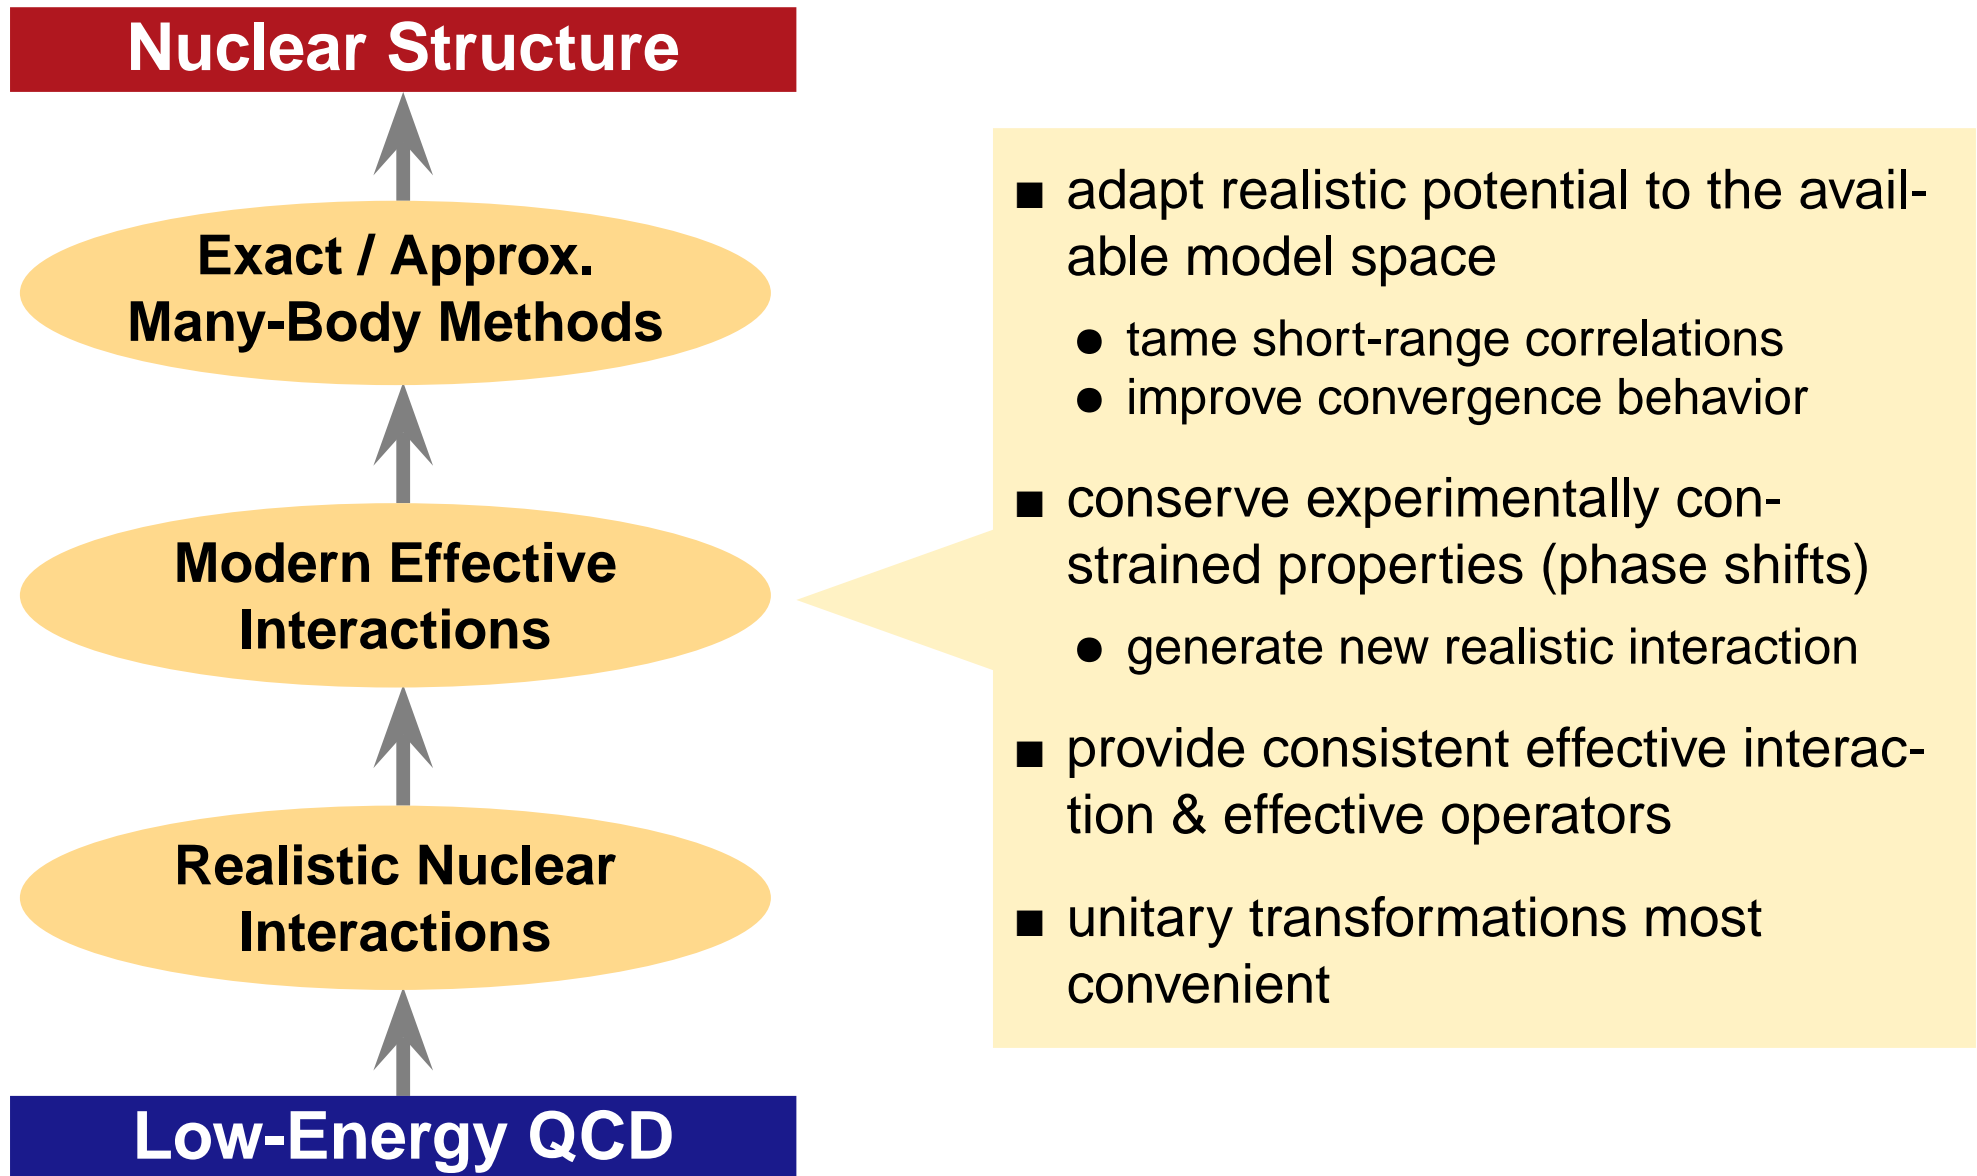 Nuclear Structure
Exact / Approx.
Many-Body Methods
Modern Effective
Interactions
Realistic Nuclear
Interactions
Low-Energy QCD
■ adapt realistic potential to the avail-
able model space
● tame short-range correlations
● improve convergence behavior
■ conserve experimentally con-
strained properties (phase shifts)
● generate new realistic interaction
■ provide consistent effective interac-
tion & effective operators
■ unitary transformations most
convenient